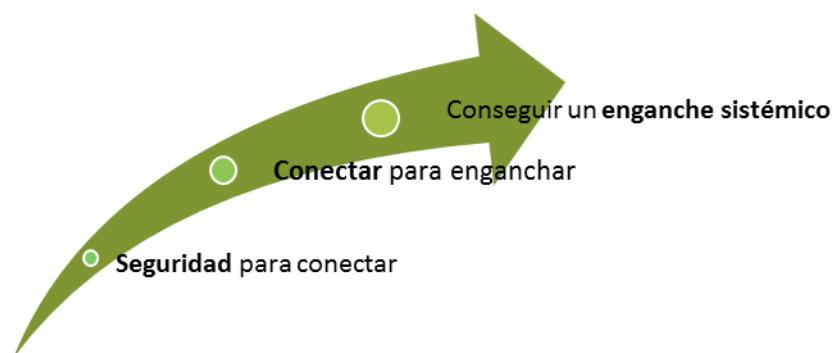 Conseguir un enganche sistémico
Conectar para enganchar
Seguridad para conectar